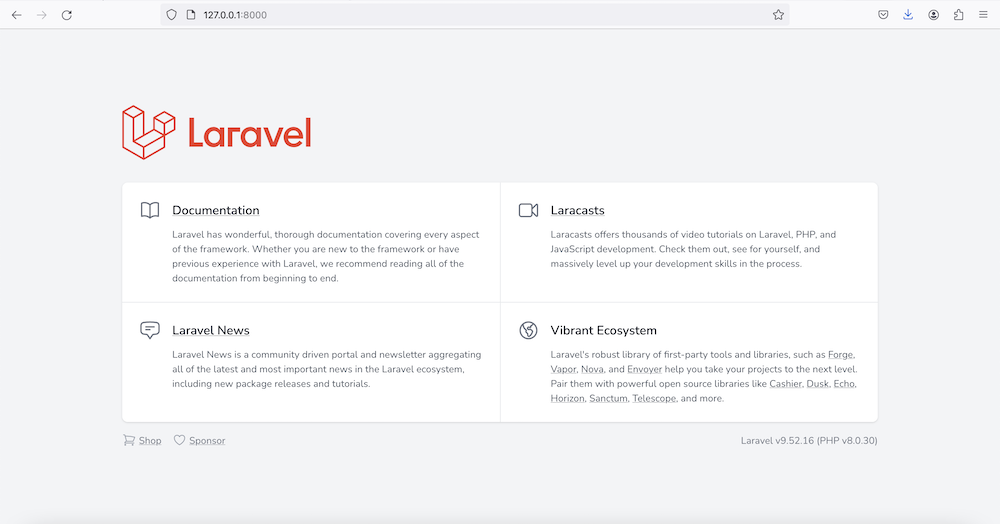 127.0.0.1:8000
Laravel
Documentation
Laravel has wonderful, thorough documentation covering every aspect
of the framework. Whether you are new to the framework or have
previous experience with Laravel, we recommend reading all of the
documentation from beginning to end.
Laracasts
Laracasts offers thousands of video tutorials on Laravel, PHP, and
JavaScript development. Check them out, see for yourself, and
massively level up your development skills in the process.
Laravel News
Laravel News is a community driven portal and newsletter aggregating
all of the latest and most important news in the Laravel ecosystem,
including new package releases and tutorials.
Vibrant Ecosystem
Laravel's robust library of first-party tools and libraries, such as Forge,
Vapor, Nova, and Envoyer help you take your projects to the next level.
Pair them with powerful open source libraries like Cashier, Dusk, Echo,
Horizon, Sanctum, Telescope, and more.
Shop Sponsor
Laravel v9.52.16 (PHP v8.0.30)